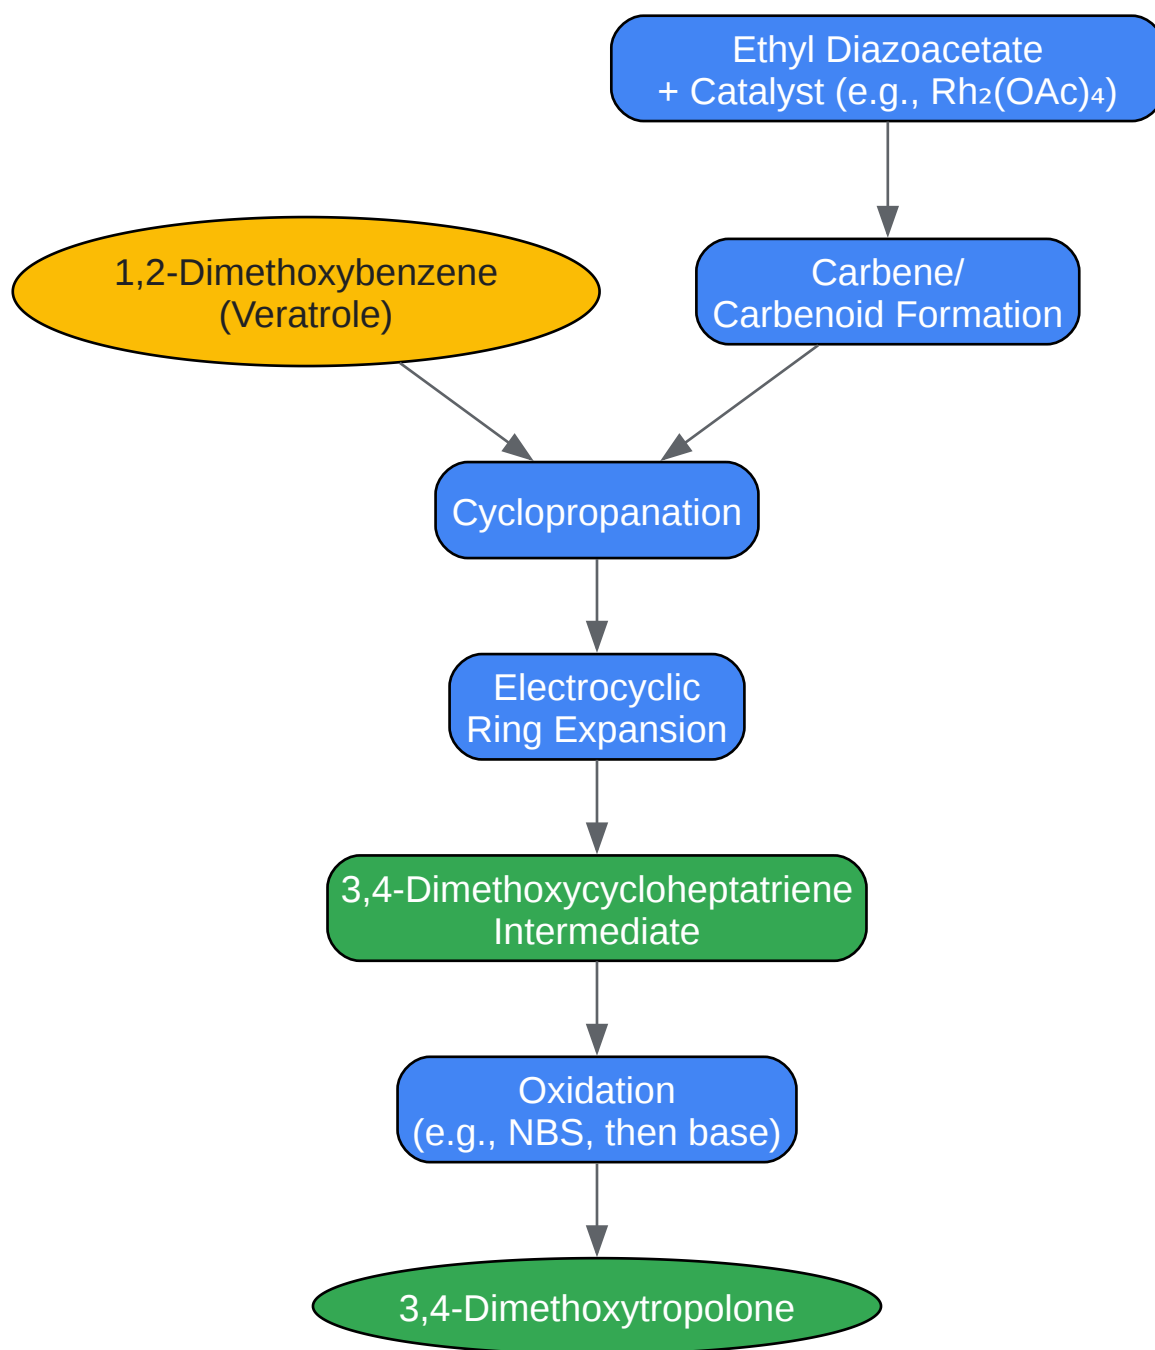 Ethyl Diazoacetate
+ Catalyst (e.g., Rh₂(OAc)₄)
1,2-Dimethoxybenzene
(Veratrole)
Carbene/
Carbenoid Formation
Cyclopropanation
Electrocyclic
Ring Expansion
3,4-Dimethoxycycloheptatriene
Intermediate
Oxidation
(e.g., NBS, then base)
3,4-Dimethoxytropolone